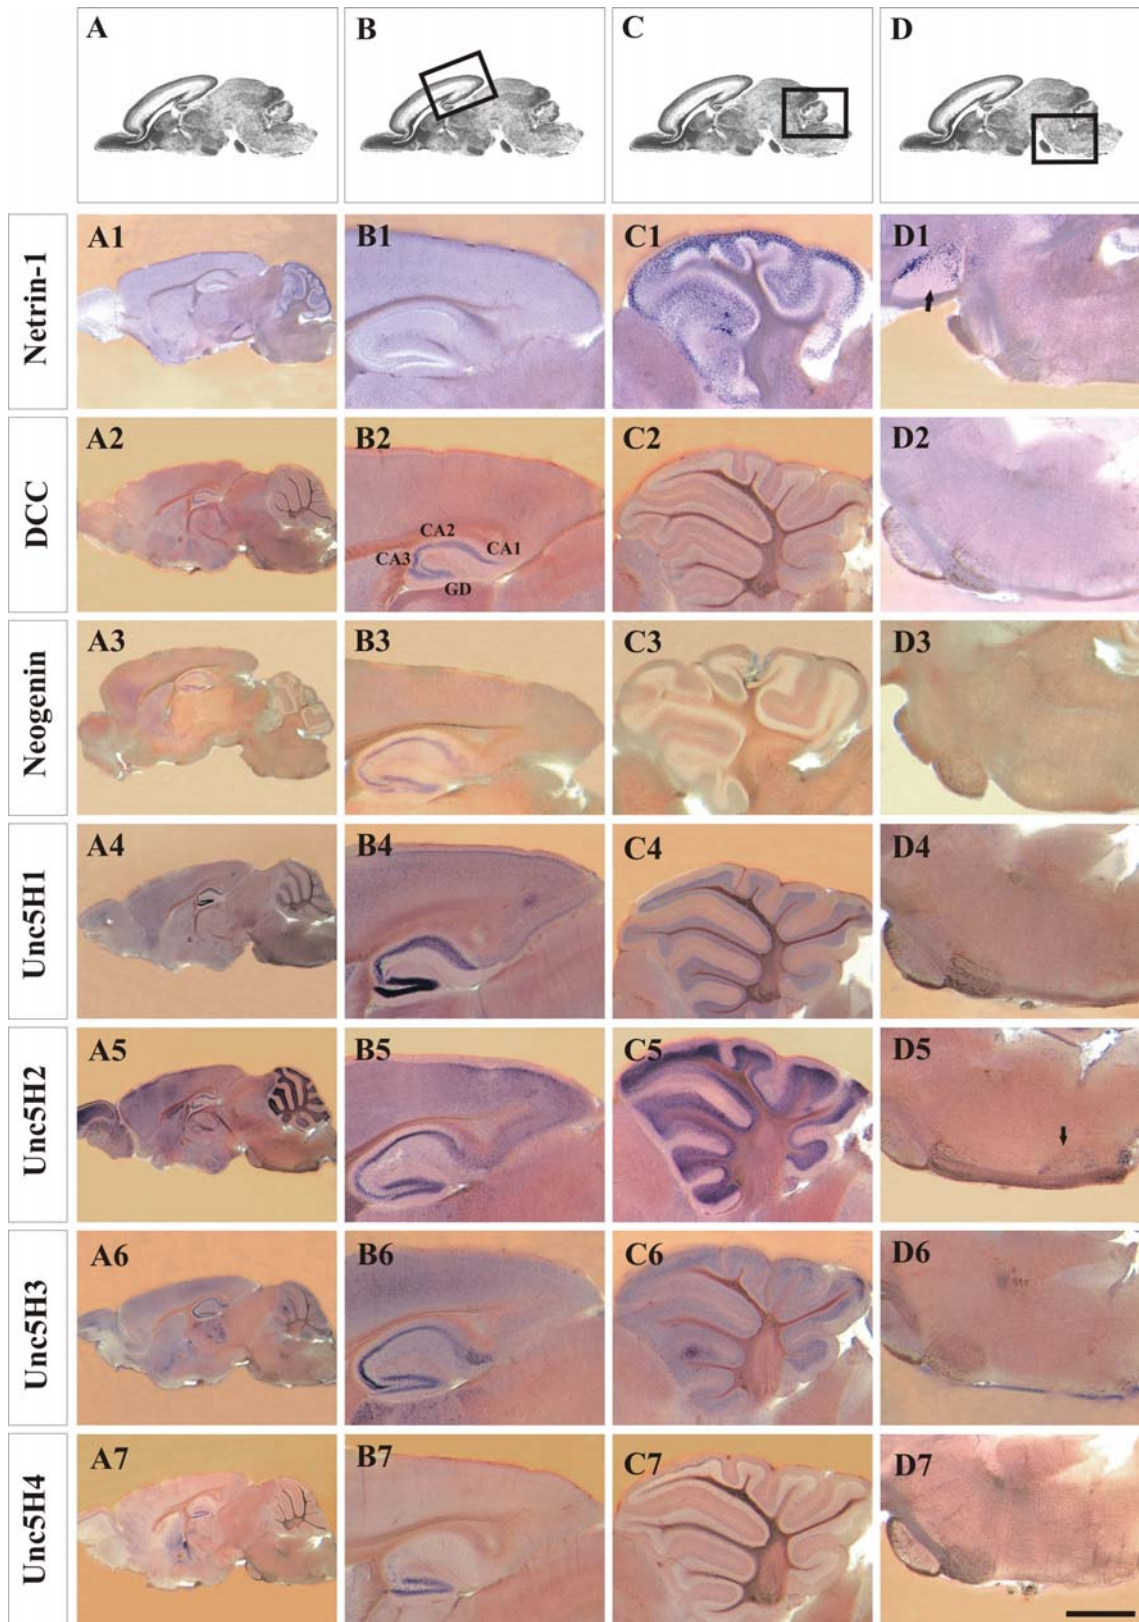 A B C D
Netrin-1 A1 B1 C1 D1
DCC A2 B2 C2 D2
CA2
CA3 CA1
GD
Neogenin A3 B3 C3 D3
Unc5H1 A4 B4 C4 D4
Unc5H2 A5 B5 C5 D5
Unc5H3 A6 B6 C6 D6
Unc5H4 A7 B7 C7 D7